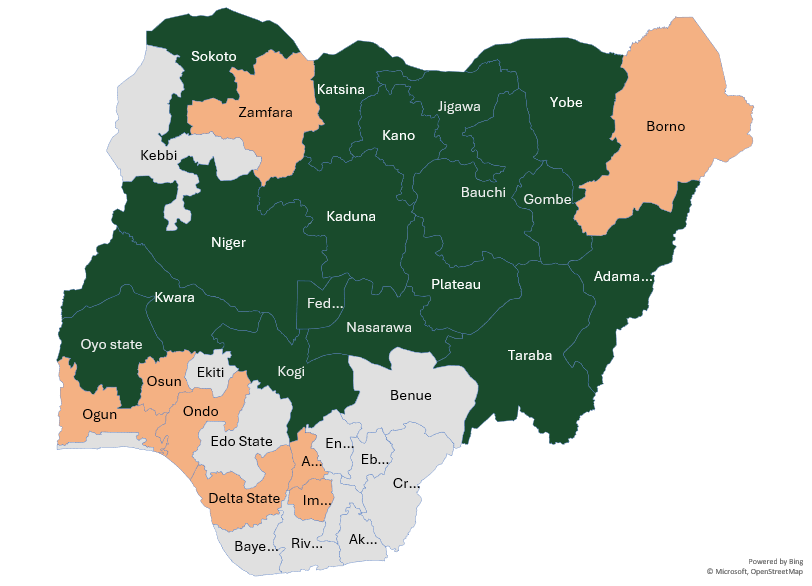 Sokoto
Katsina
Zamfara
Jigawa
Yobe
Borno
Kano
Kebbi
Bauchi
Gombe
Kaduna
Niger
Adama...
Plateau
Kwara
Fed...
Nasarawa
Oyo state
Taraba
Kogi
Ekiti
Osun
Benue
Ogun
Ondo
Edo State
En...
A...
Eb...
Cr...
Delta State
Im...
Ak...
Baye...
Riv...
Powered by Bing
© Microsoft, OpenStreetMap